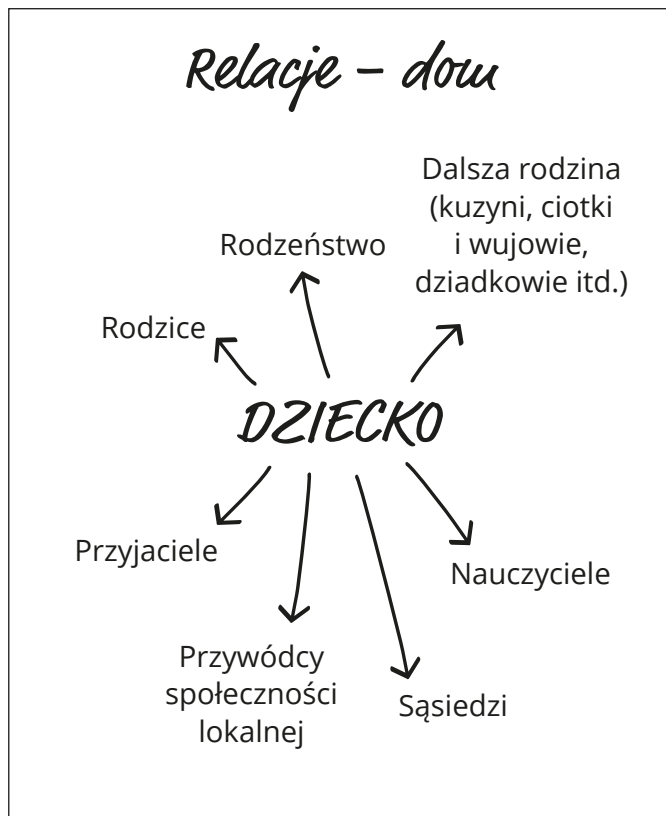 Relacje – dom
Dalsza rodzina
(kuzyni, ciotki
i wujowie,
dziadkowie itd.)
Rodzeństwo
Rodzice
DZIECKO
Przyjaciele
Nauczyciele
Przywódcy
społeczności
lokalnej
Sąsiedzi